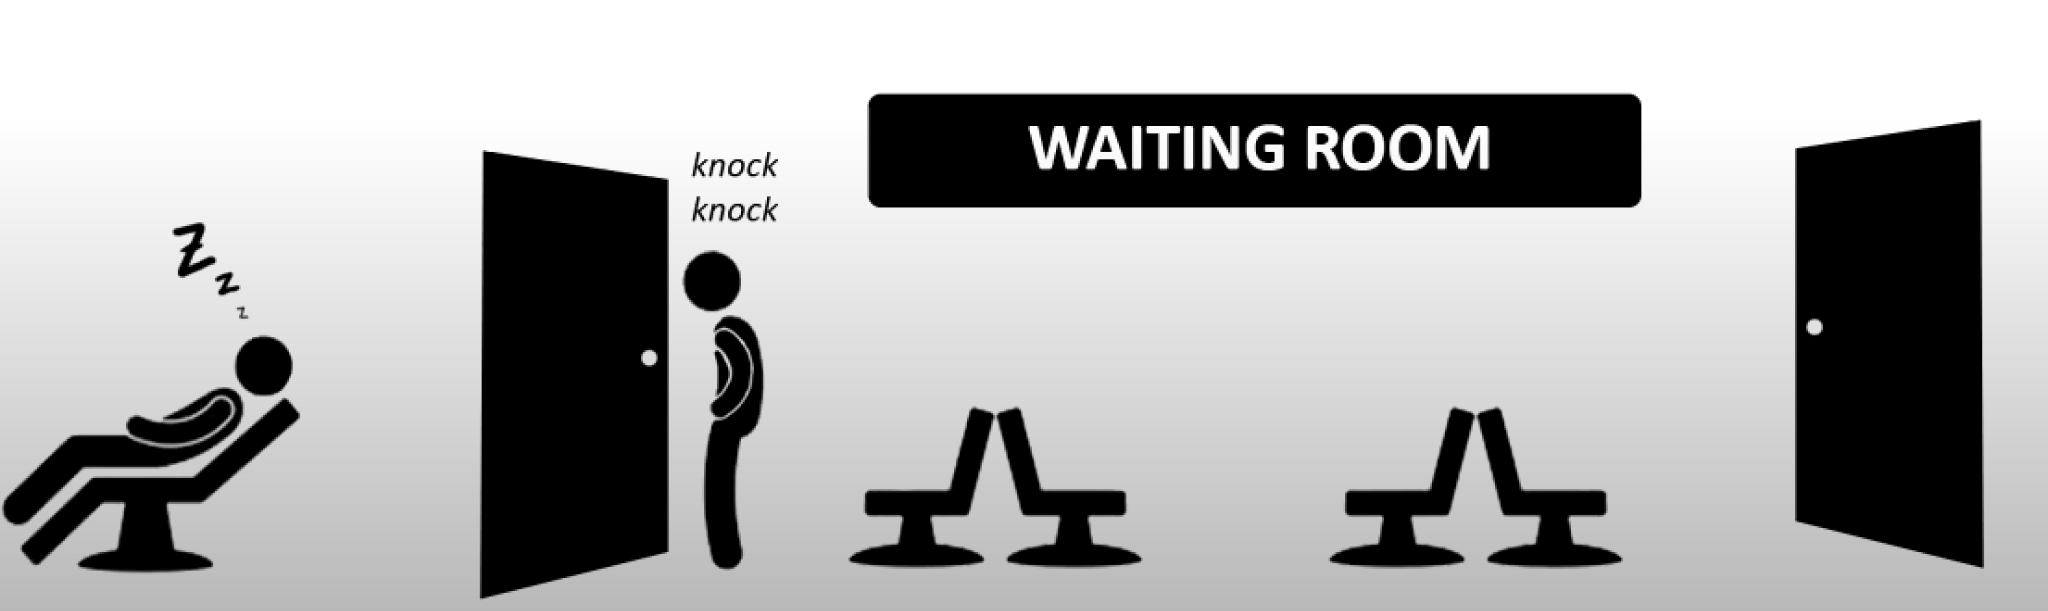 Z
z
z
knock
knock
WAITING ROOM